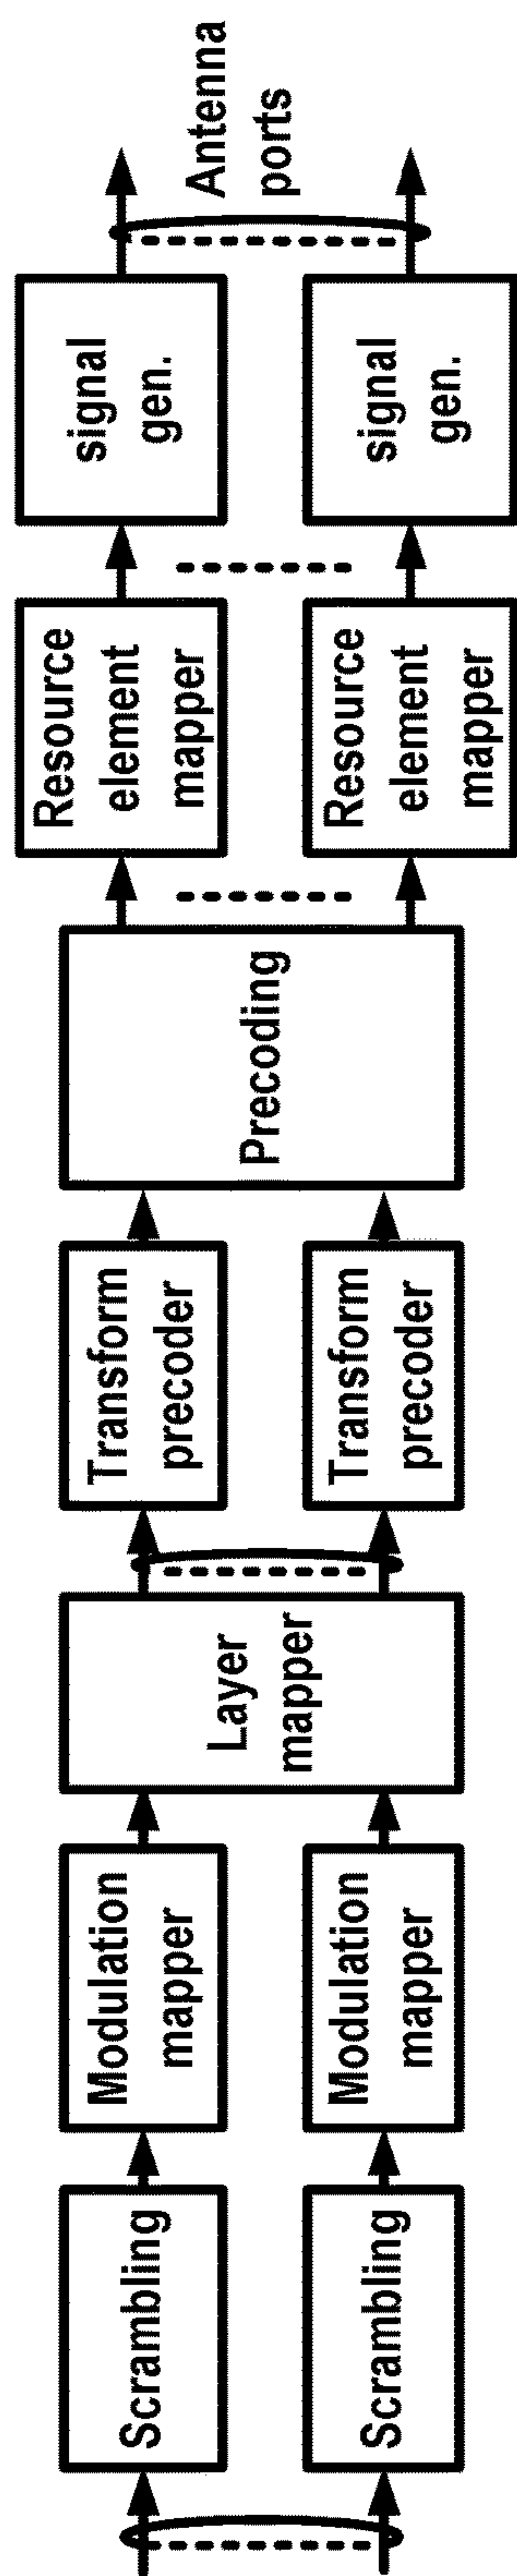 Scrambling
Scrambling
Modulation
mapper
Modulation
mapper
Layer
mapper
Transform
precoder
Transform
precoder
Precoding
Resource
element
mapper
Resource
element
mapper
signal
gen.
signal
gen.
Antenna
ports